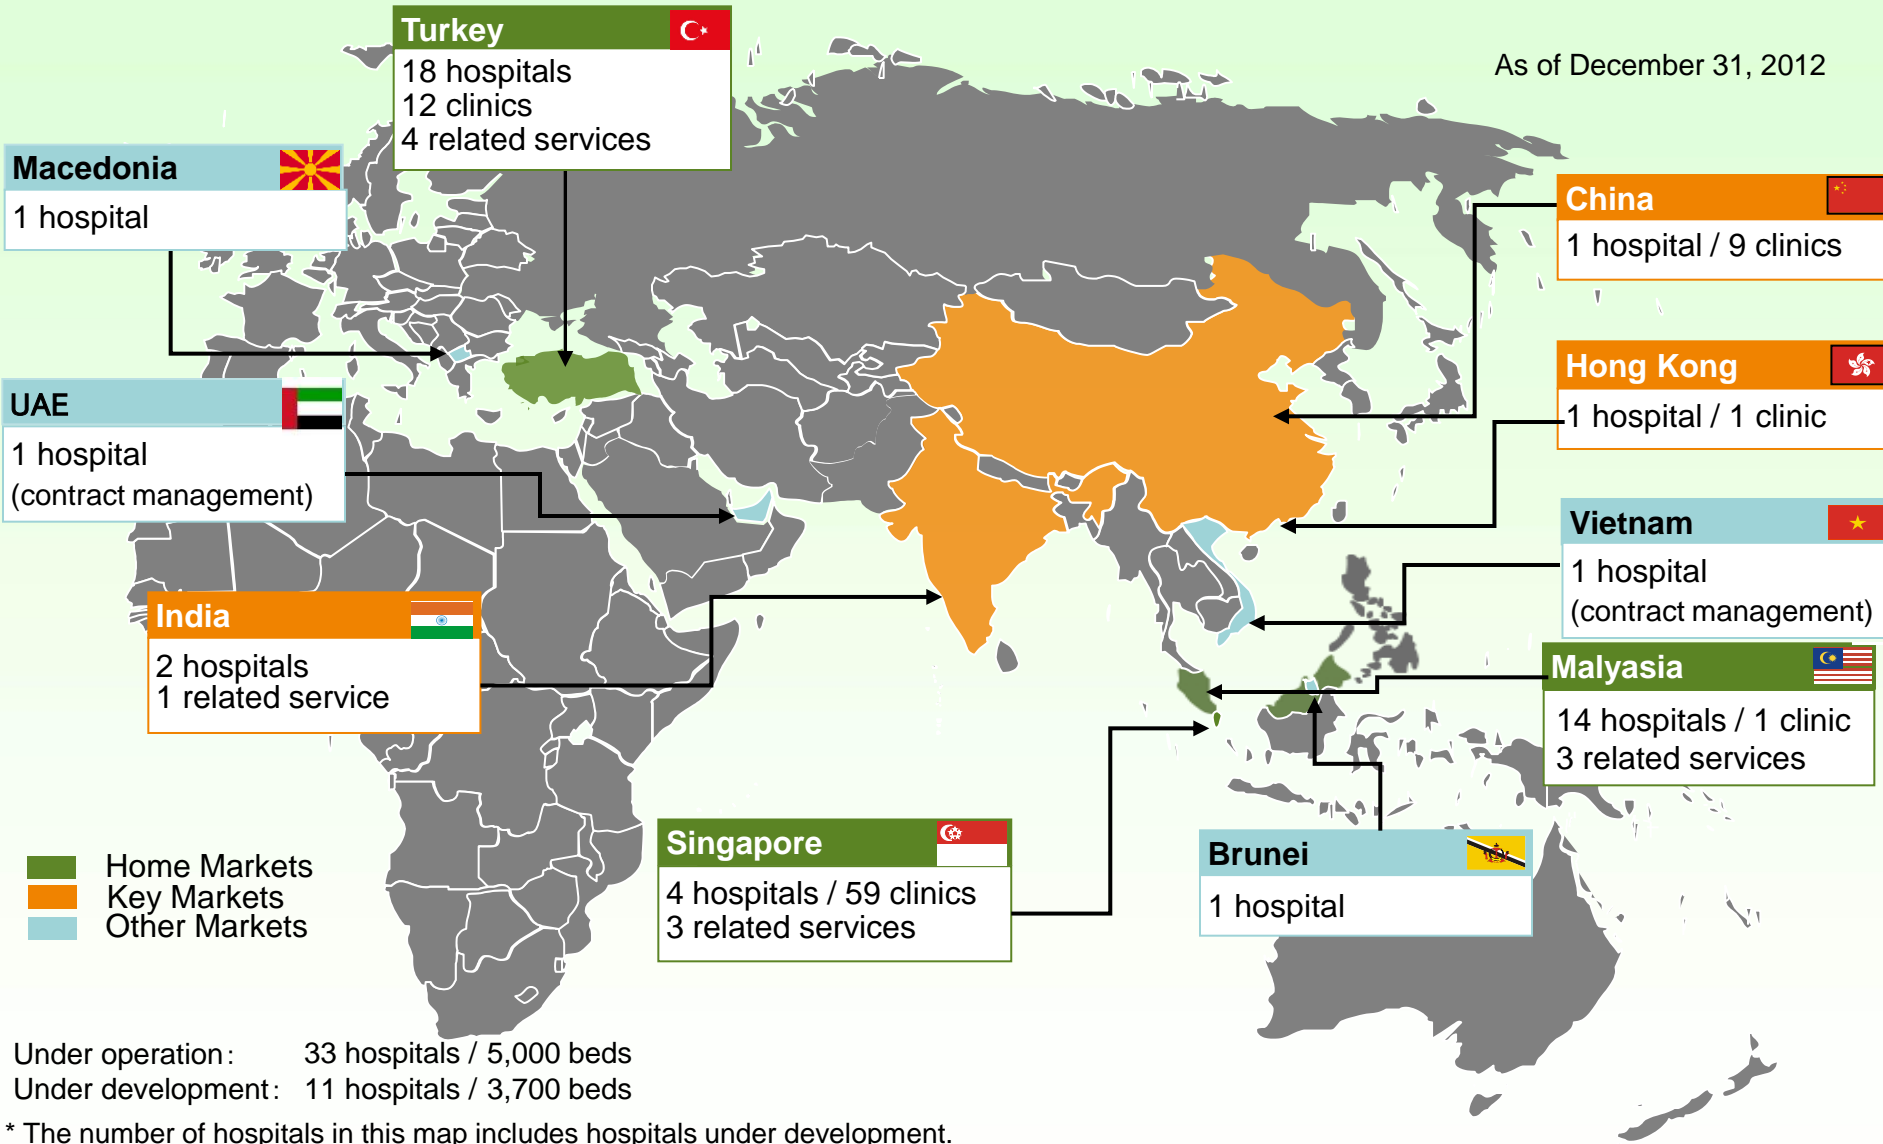 As of December 31, 2012
Turkey
18 hospitals
12 clinics
4 related services
Macedonia
1 hospital
UAE
1 hospital
(contract management)
India
2 hospitals
1 related service
China
1 hospital / 9 clinics
Hong Kong
1 hospital / 1 clinic
Vietnam
1 hospital
(contract management)
Malyasia
14 hospitals / 1 clinic
3 related services
Singapore
4 hospitals / 59 clinics
3 related services
Brunei
1 hospital
Home Markets
Key Markets
Other Markets
Under operation: 33 hospitals / 5,000 beds
Under development: 11 hospitals / 3,700 beds
* The number of hospitals in this map includes hospitals under development.